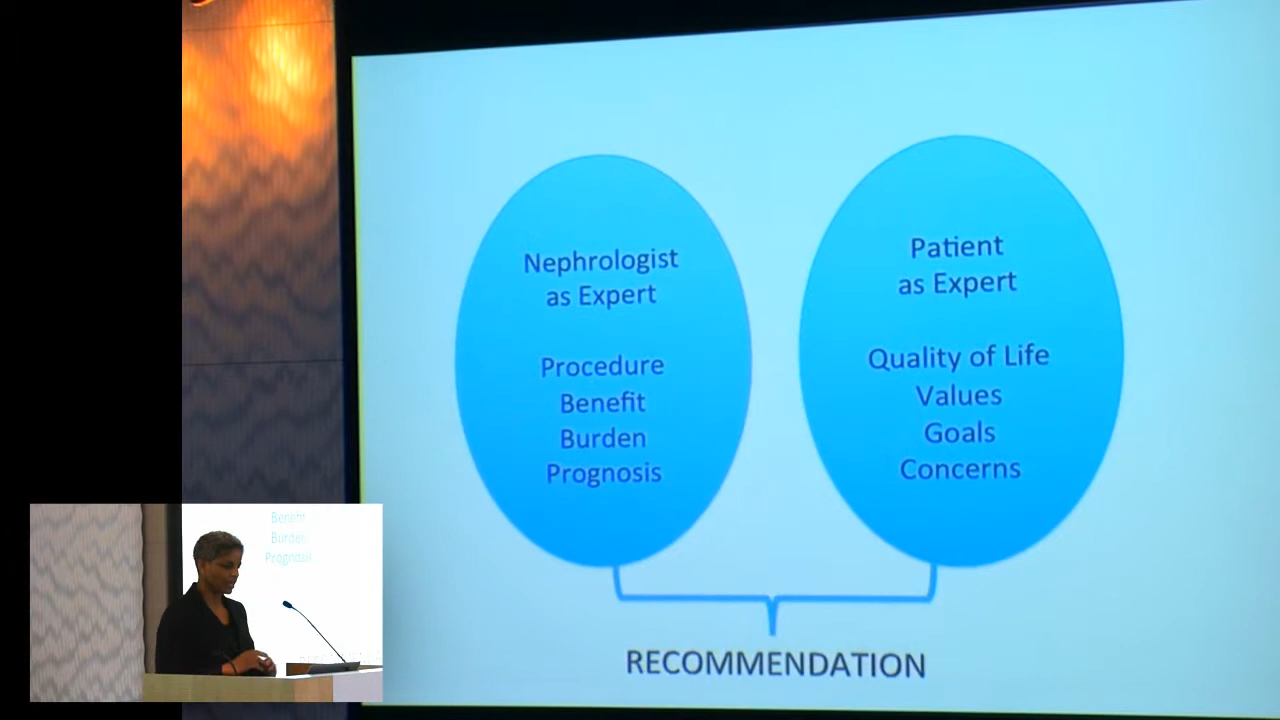 Nephrologist
as Expert
Procedure
Benefit
Burden
Prognosis
Patient
as Expert
Quality of Life
Values
Goals
Concerns
RECOMMENDATION
Benefit
Burden
Prognosis